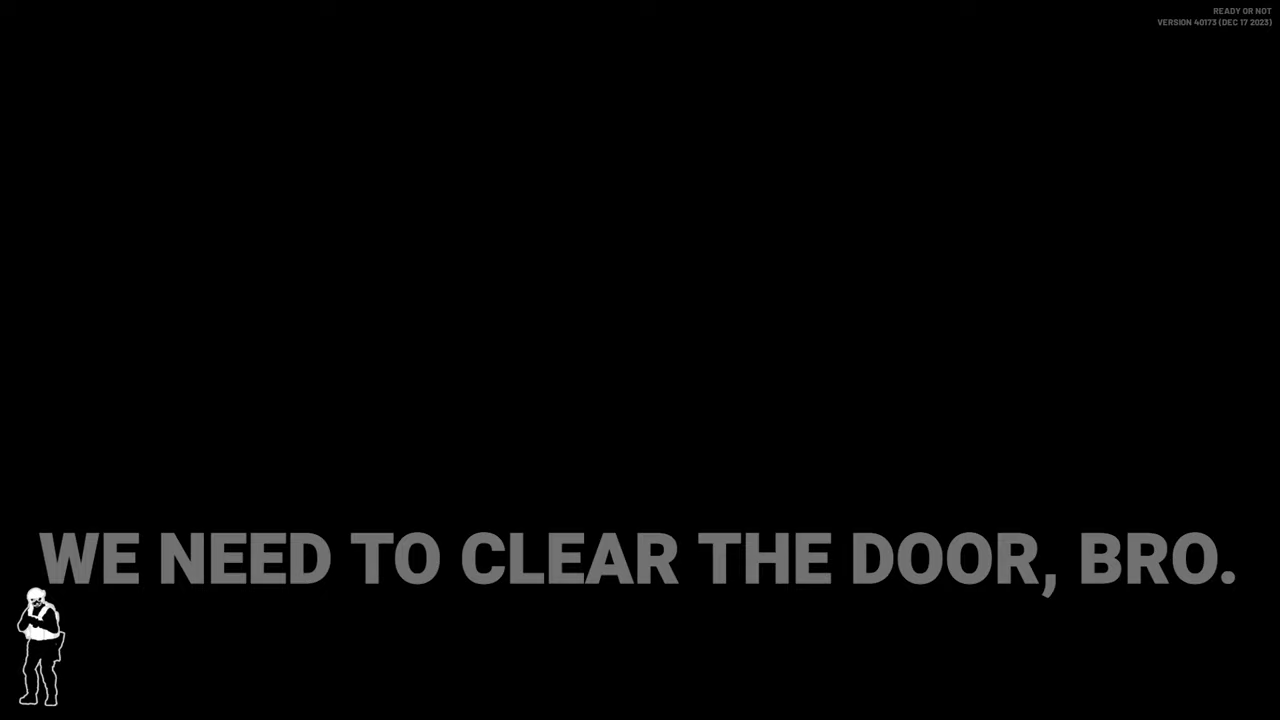 READY OR NOT
VERSION 40173 (DEC 17 2023)
WE NEED TO CLEAR THE DOOR, BRO.